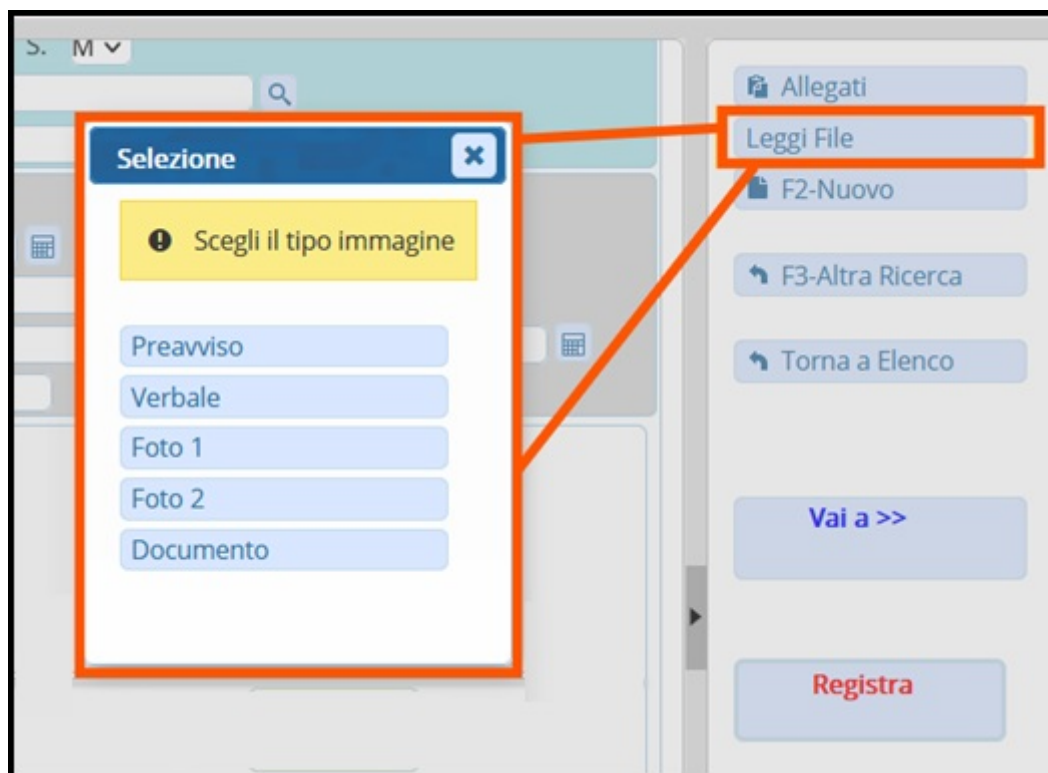 S. M
Selezione
Scegli il tipo immagine
Preavviso
Verbale
Foto 1
Foto 2
Documento
Allegati
Leggi File
F2-Nuovo
F3-Altra Ricerca
Torna a Elenco
Vai a >>
Registra